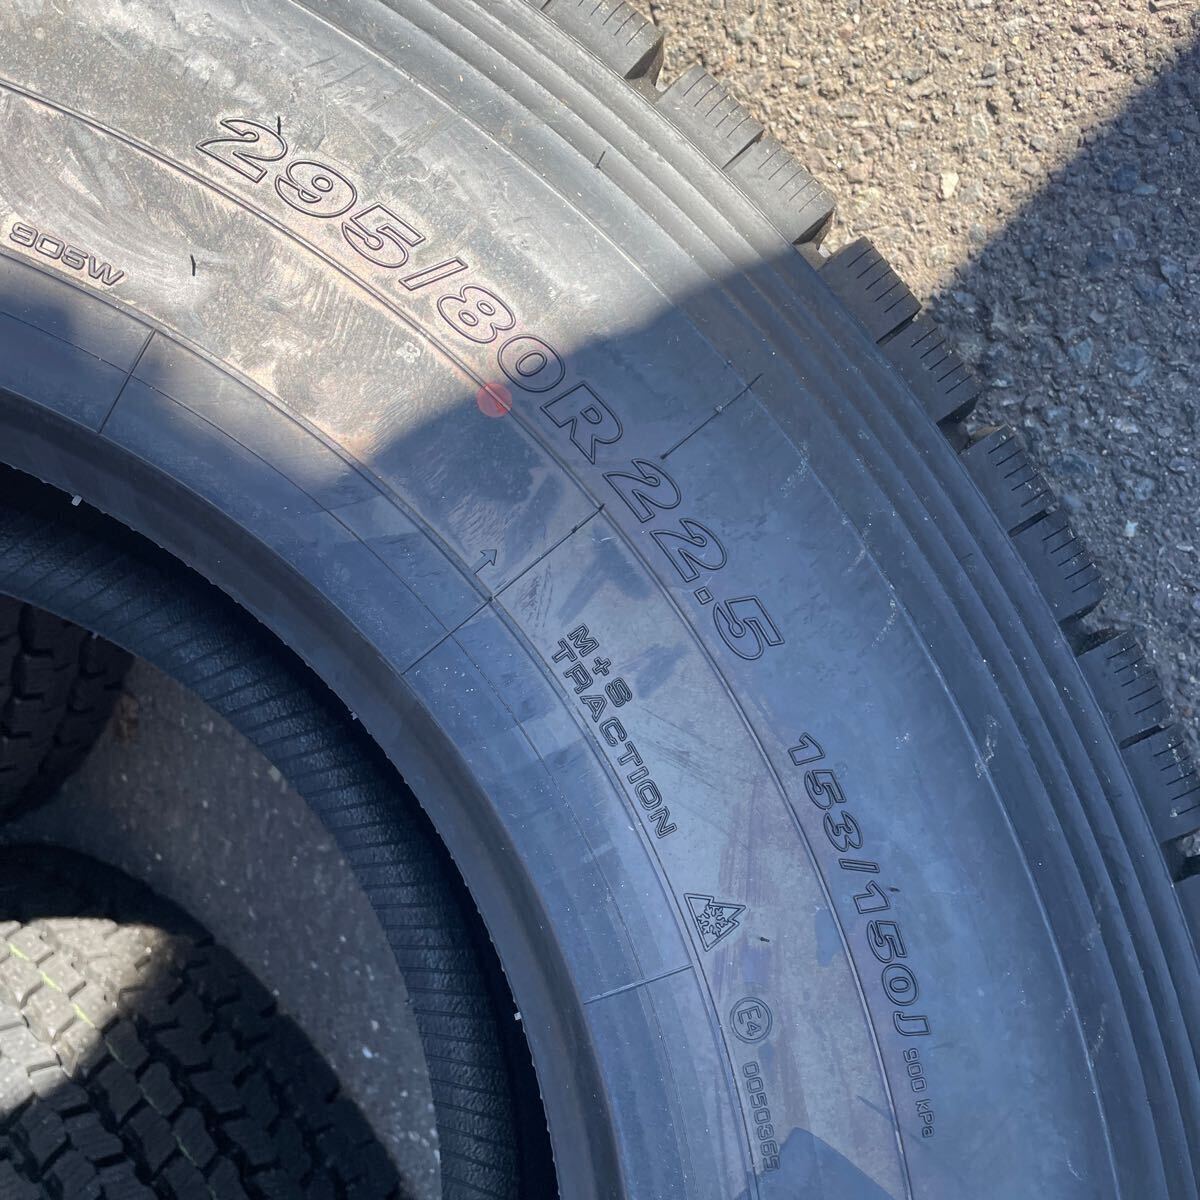 295/80R22.5
153/150J 900 kPa
905W
M+S
TRACTION
E4 0050365